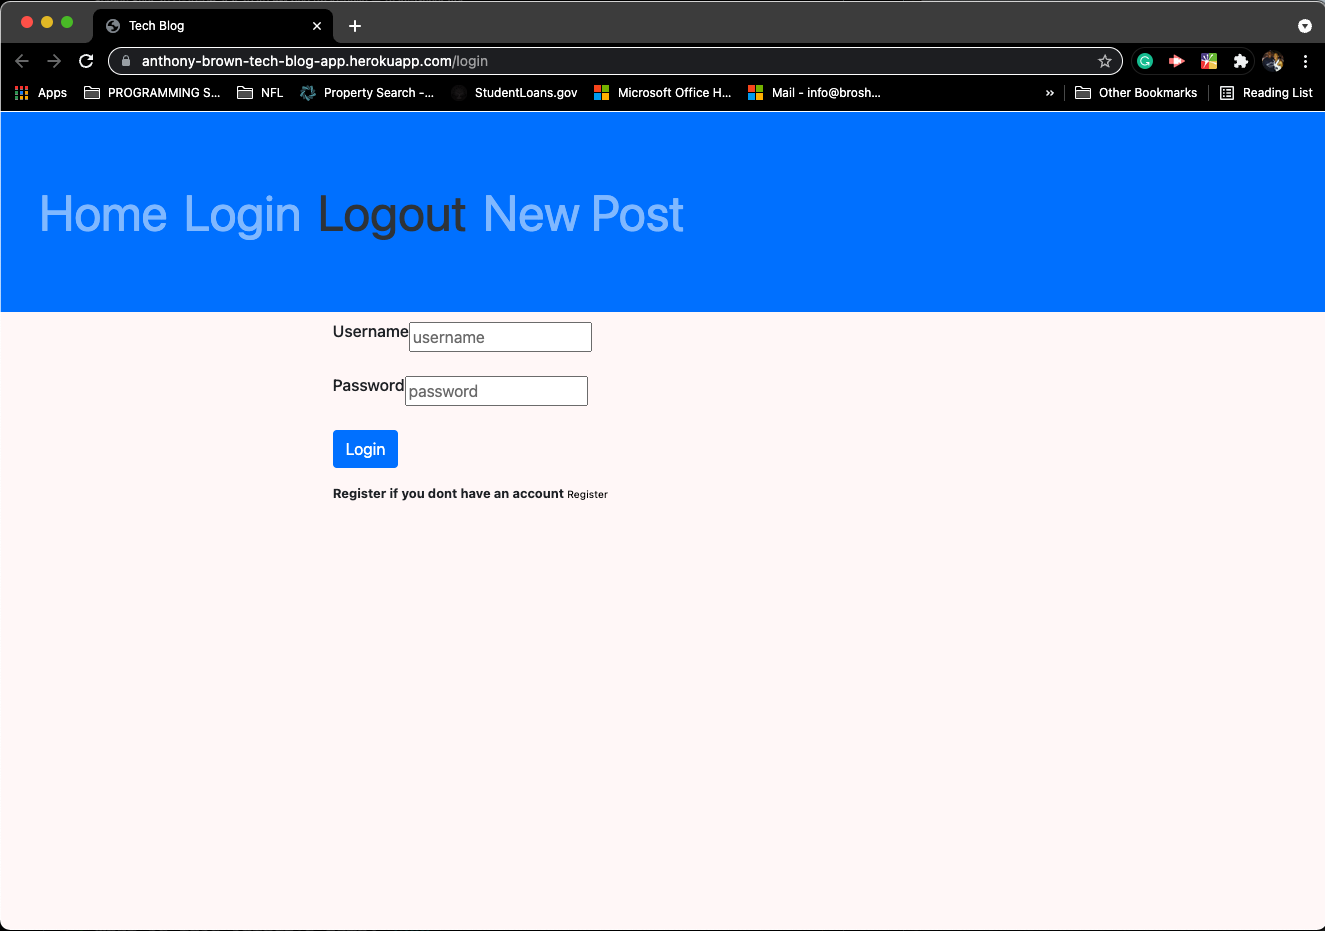 Tech Blog
anthony-brown-tech-blog-app.herokuapp.com/login
Apps PROGRAMMING S... NFL Property Search -... StudentLoans.gov Microsoft Office H... Mail - info@brosh... » Other Bookmarks Reading List
Home Login Logout New Post
Username username
Password password
Login
Register if you dont have an account Register